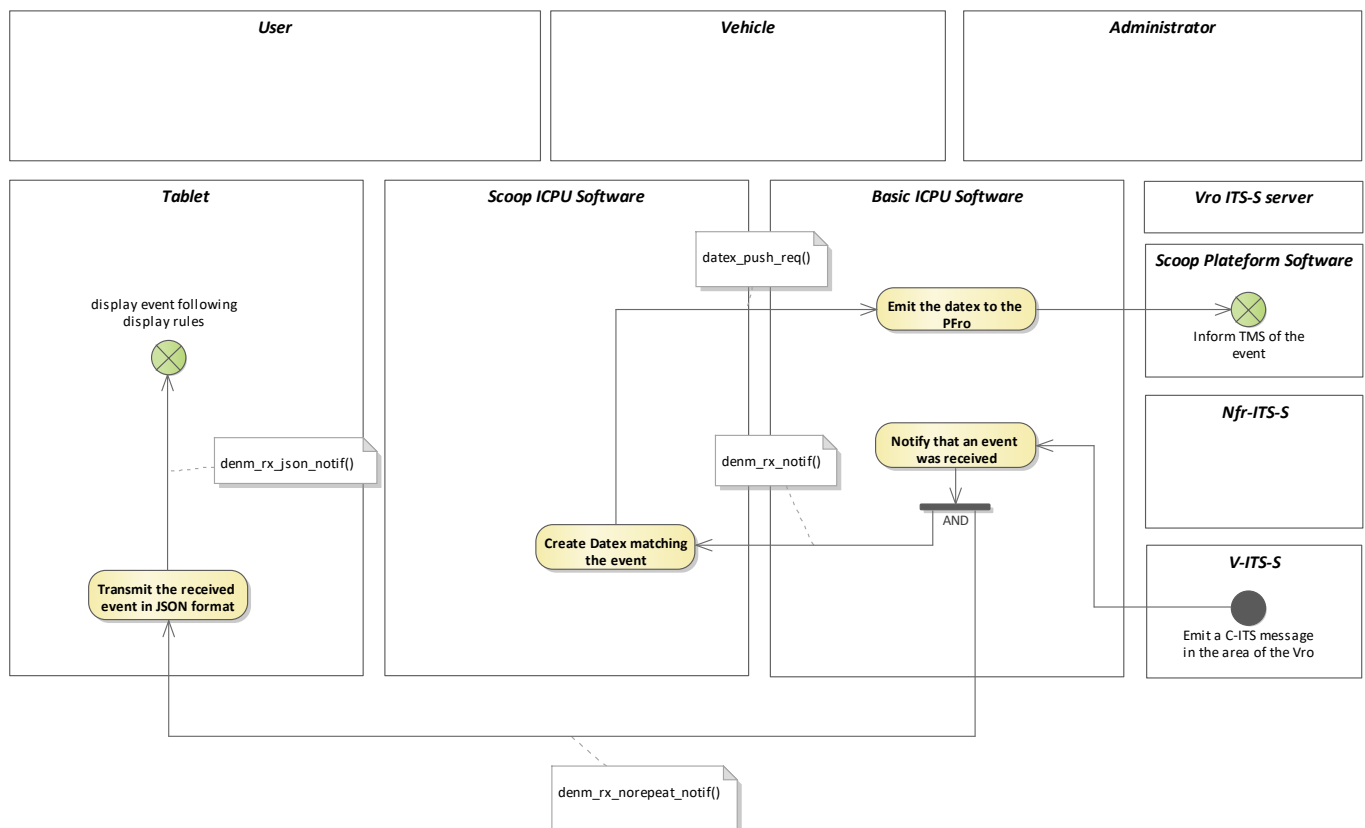 User
Vehicle
Administrator
Tablet
Scoop ICPU Software
Basic ICPU Software
Vro ITS-S server
Scoop Plateform Software
datex_push_req()
display event following
display rules
Emit the datex to the
PFro
Inform TMS of the
event
Nfr-ITS-S
denm_rx_json_notif()
denm_rx_notif()
Notify that an event
was received
AND
Create Datex matching
the event
Transmit the received
event in JSON format
V-ITS-S
Emit a C-ITS message
in the area of the Vro
denm_rx_norepeat_notif()